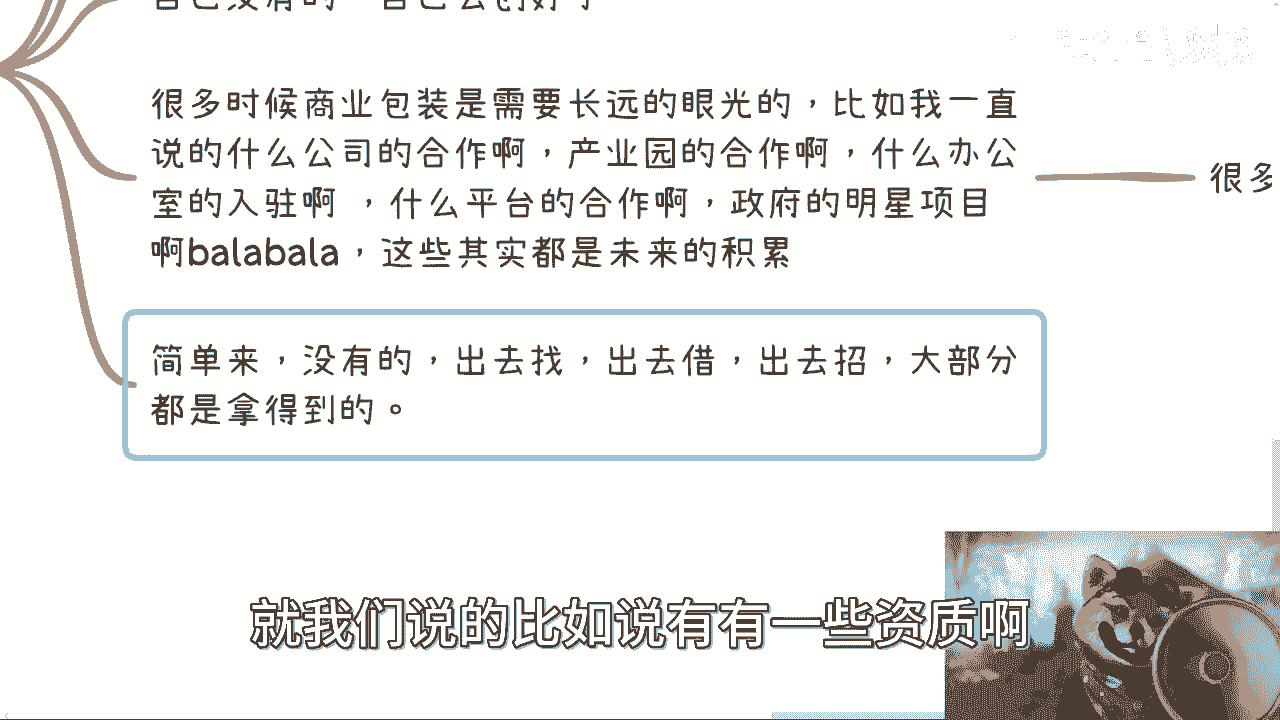 很多时候商业包装是需要长远的眼光的，比如我一直
说的什么公司的合作啊，产业园的合作啊，什么办公
室的入驻啊 ，什么平台的合作啊，政府的明星项目
啊balabala，这些其实都是未来的积累
很多
简单来，没有的，出去找，出去借，出去招，大部分
都是拿得到的。
就我们说的比如说有有一些资质啊